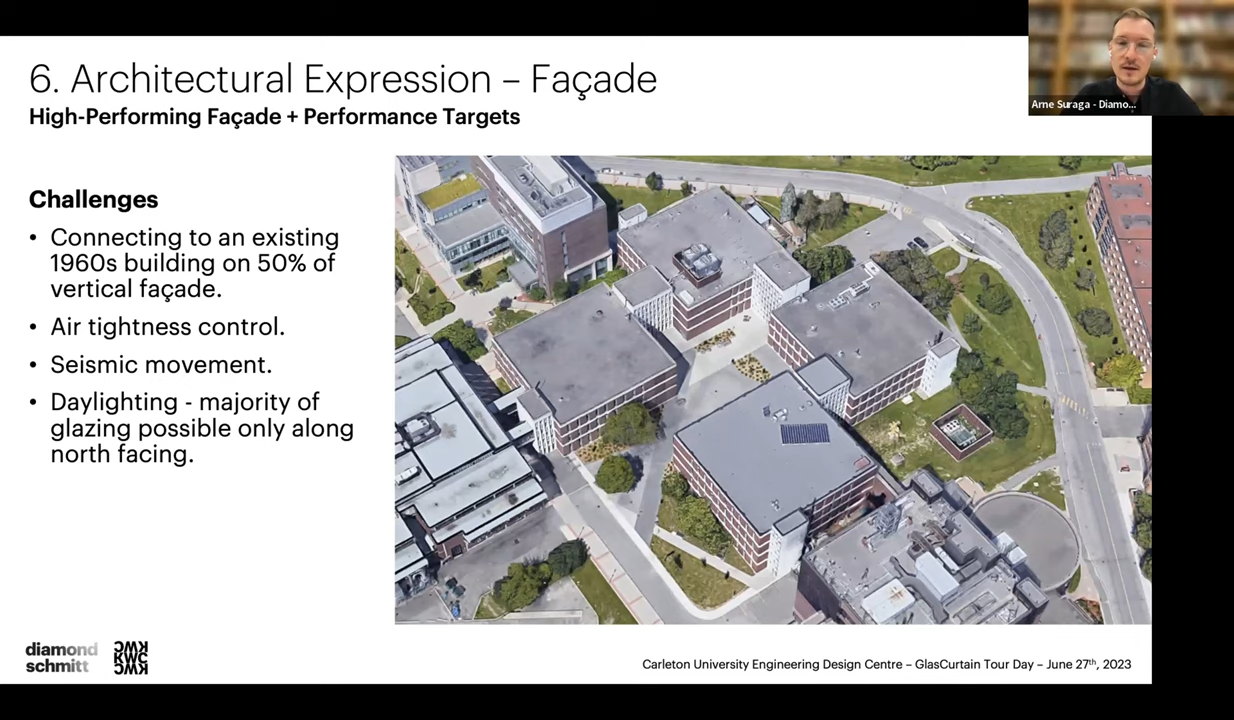 6. Architectural Expression – Façade
High-Performing Façade + Performance Targets
Arne Suraga - Diamo...
Challenges
• Connecting to an existing
1960s building on 50% of
vertical façade.
• Air tightness control.
• Seismic movement.
• Daylighting - majority of
glazing possible only along
north facing.
diamond
schmitt
KWC
Carleton University Engineering Design Centre – GlasCurtain Tour Day – June 27th, 2023